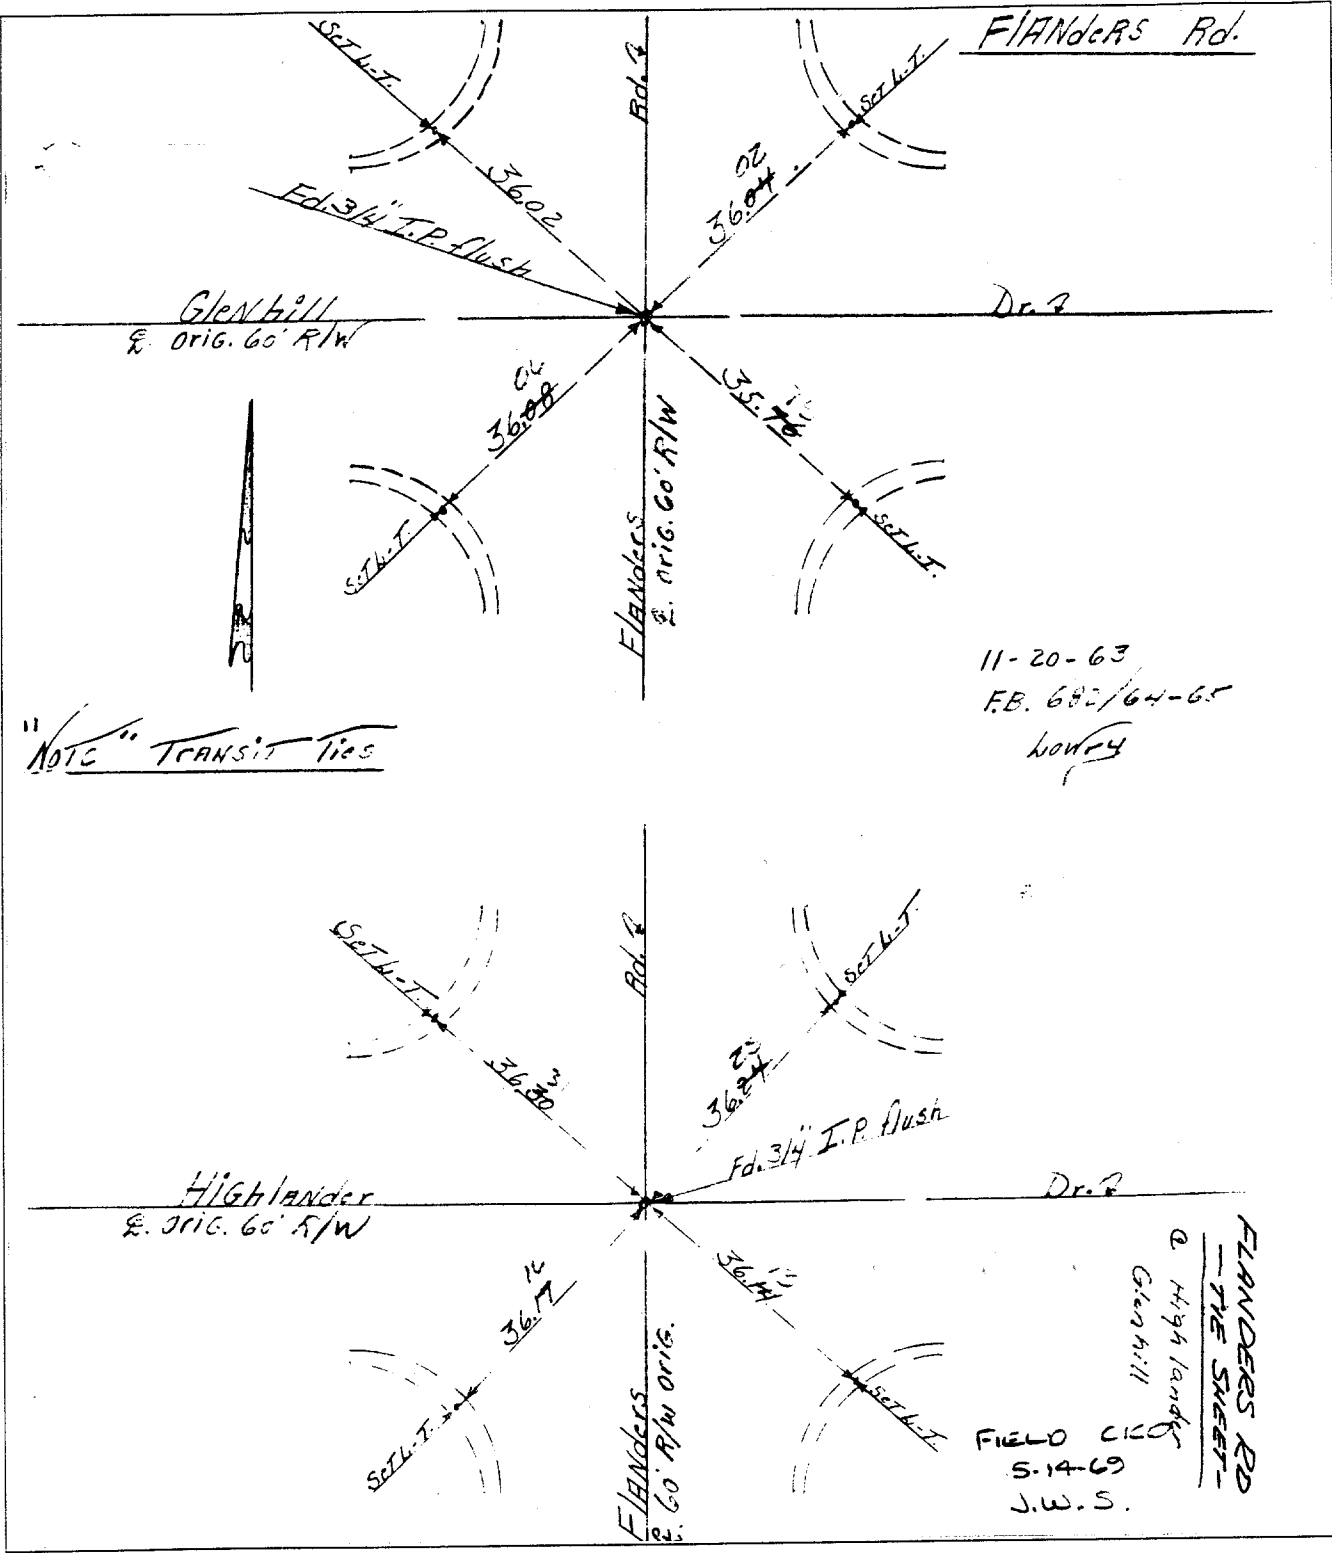 FlANdeRS Rd.
Set L.T.
Rd. ℄
Set L.T.
36.02
02
36.04
Fd. 3/4" I.P. flush
Glenhill
℄ orig. 60' R/W
Dr. ℄
36.00
35.76
Set L.T.
Set L.T.
Flanders
℄ orig. 60' R/W
11-20-63
F.B. 682/64-65
Lowry
"Note" Transit Ties
Set L-T.
Rd. ℄
Set L-T.
36.30
23
36.24
Fd. 3/4" I.P. flush
Highlander
℄ orig. 60' R/W
Dr. ℄
36.17
36.14
Set L-T.
Set L.T.
Flanders
℄ 60' R/W orig.
FLANDERS RD
-TIE SHEET-
@ Highlander
Glenhill
FIELD CKD
5-14-69
J.W.S.